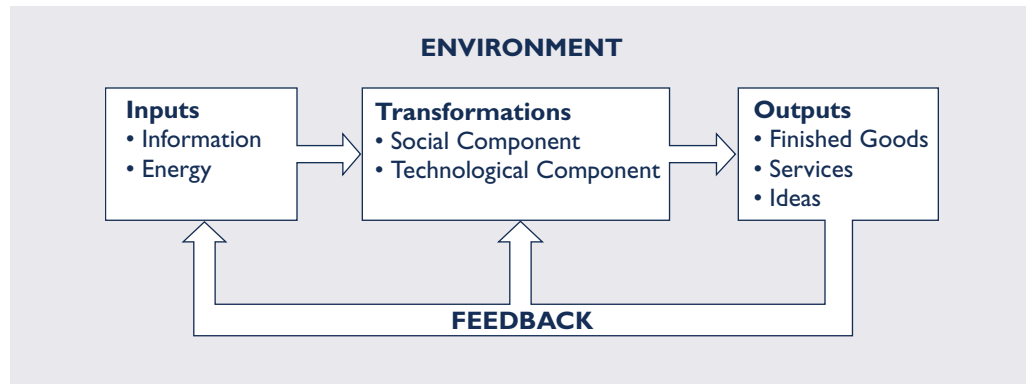 ENVIRONMENT
Inputs
• Information
• Energy
Transformations
• Social Component
• Technological Component
Outputs
• Finished Goods
• Services
• Ideas
FEEDBACK